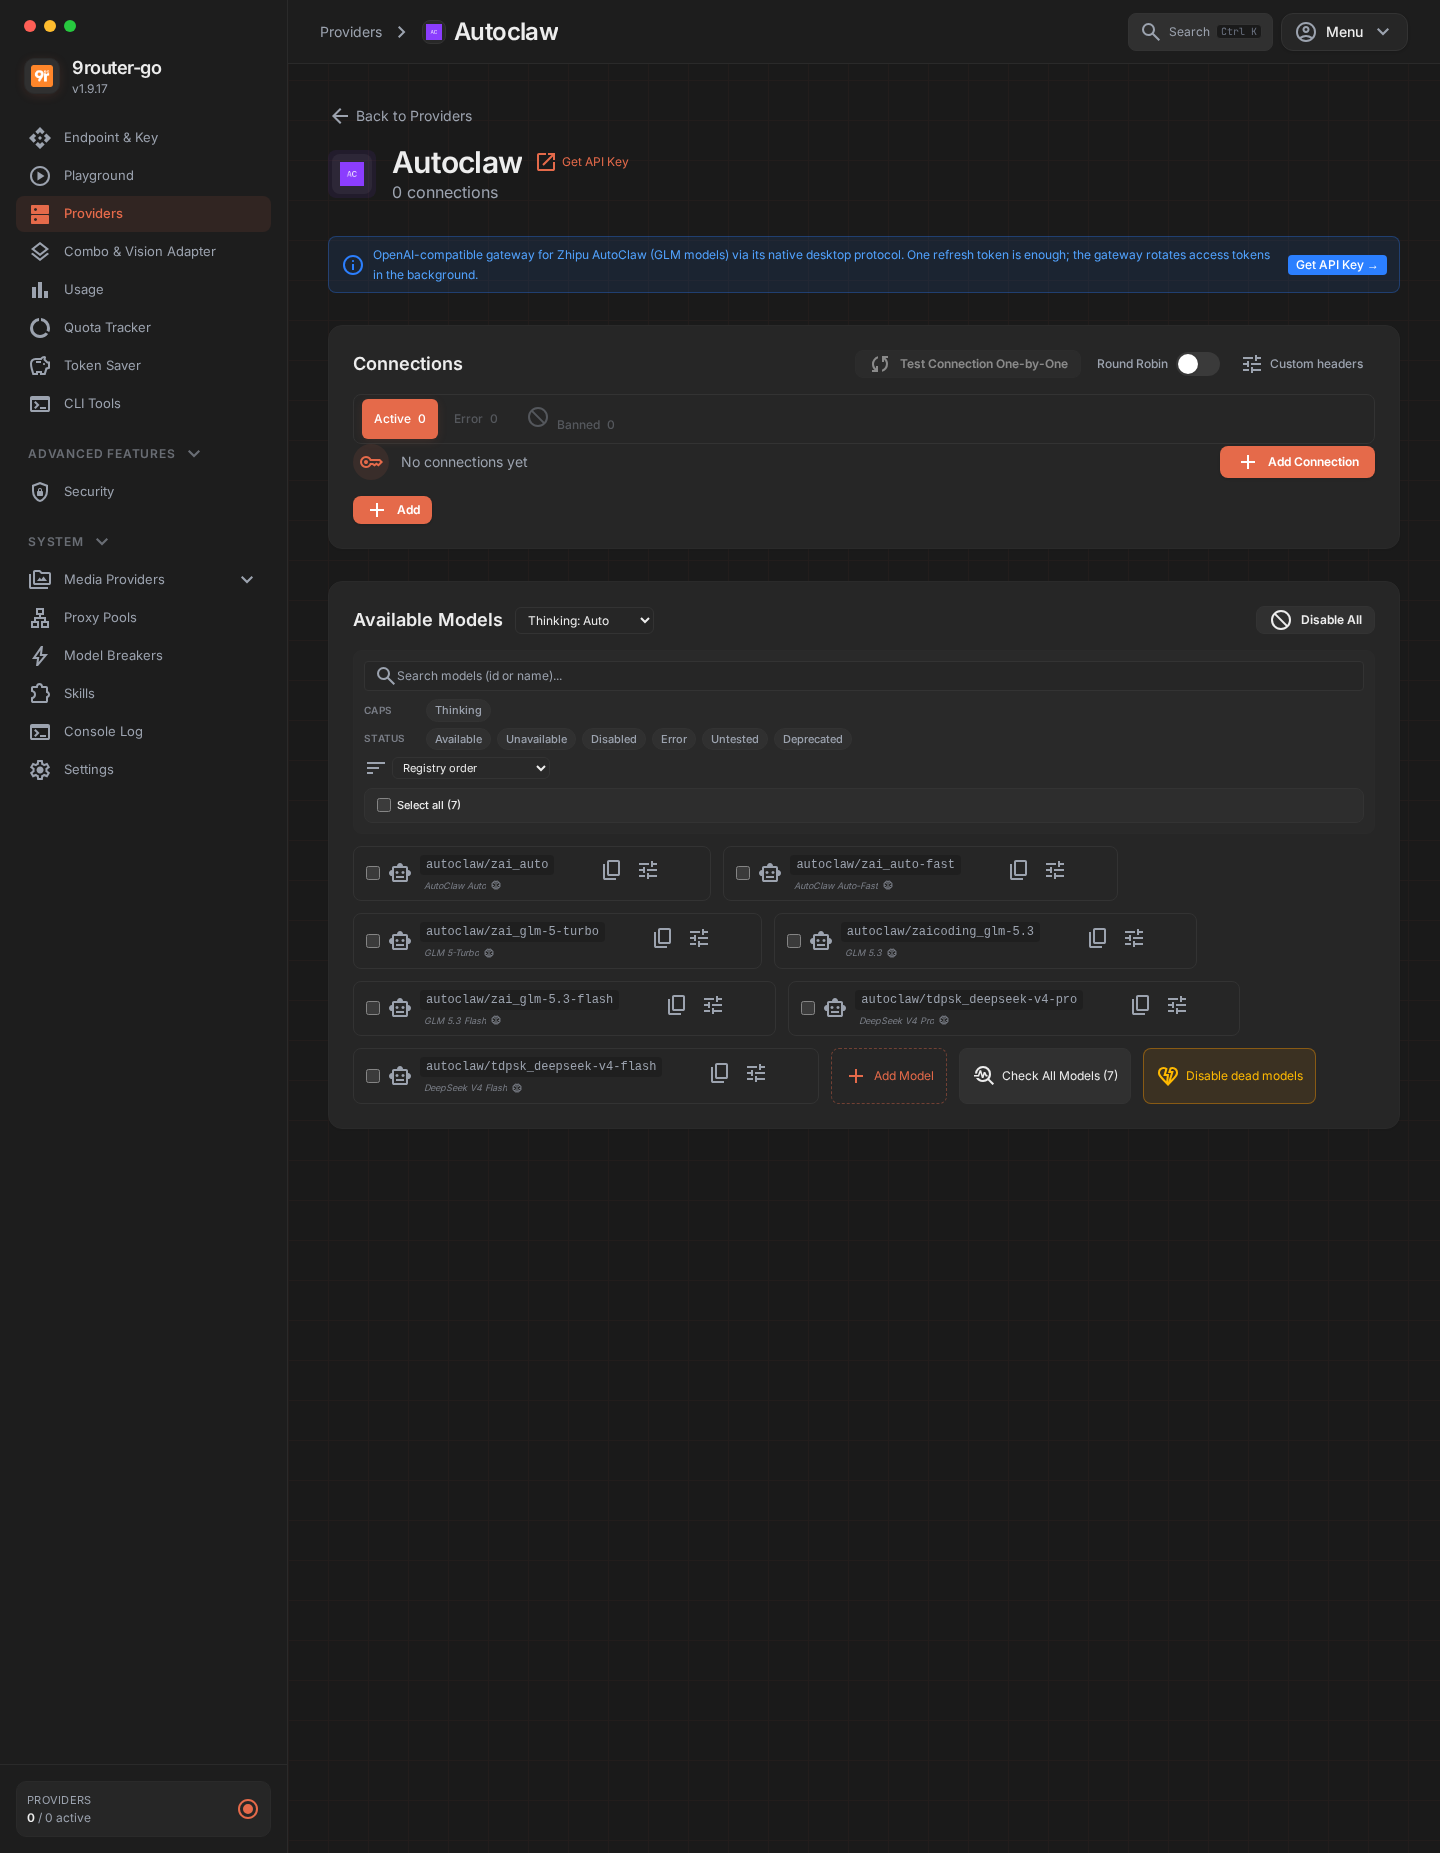 Providers
AC
Autoclaw
Search
Ctrl K
Menu
9r
9router-go
v1.9.17
Endpoint & Key
Playground
Providers
Combo & Vision Adapter
Usage
Quota Tracker
Token Saver
CLI Tools
ADVANCED FEATURES
Security
SYSTEM
Media Providers
Proxy Pools
Model Breakers
Skills
Console Log
Settings
PROVIDERS
0 / 0 active
Back to Providers
AC
Autoclaw
Get API Key
0 connections
OpenAI-compatible gateway for Zhipu AutoClaw (GLM models) via its native desktop protocol. One refresh token is enough; the gateway rotates access tokens
in the background.
Get API Key →
Connections
Test Connection One-by-One
Round Robin
Custom headers
Active 0
Error 0
Banned 0
No connections yet
Add Connection
Add
Available Models
Thinking: Auto
Disable All
Search models (id or name)...
CAPS
Thinking
STATUS
Available
Unavailable
Disabled
Error
Untested
Deprecated
Registry order
Select all (7)
autoclaw/zai_auto
AutoClaw Auto
autoclaw/zai_auto-fast
AutoClaw Auto-Fast
autoclaw/zai_glm-5-turbo
GLM 5-Turbo
autoclaw/zaicoding_glm-5.3
GLM 5.3
autoclaw/zai_glm-5.3-flash
GLM 5.3 Flash
autoclaw/tdpsk_deepseek-v4-pro
DeepSeek V4 Pro
autoclaw/tdpsk_deepseek-v4-flash
DeepSeek V4 Flash
Add Model
Check All Models (7)
Disable dead models